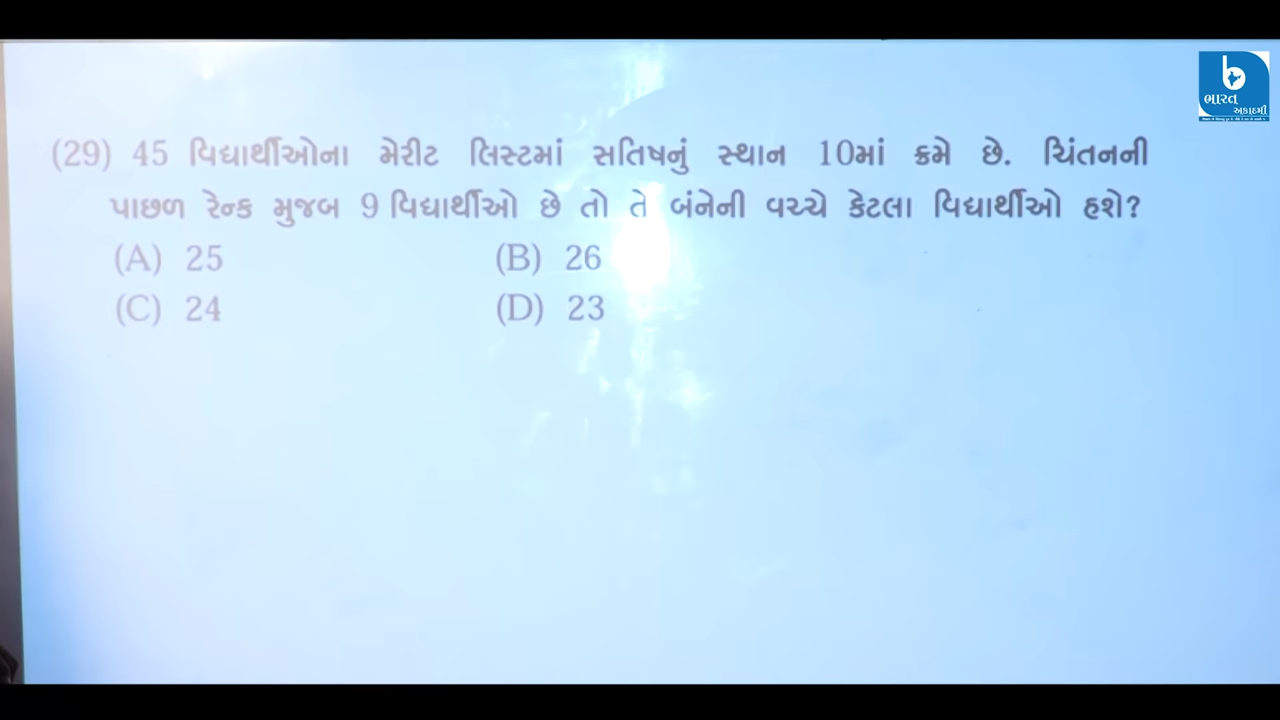 ભારત
અકાદમી
(29) 45 વિદ્યાર્થીઓના મેરીટ લિસ્ટમાં સતિષનું સ્થાન 10માં ક્રમે છે. ચિંતનની
પાછળ રેન્ક મુજબ 9 વિદ્યાર્થીઓ છે તો તે બંનેની વચ્ચે કેટલા વિદ્યાર્થીઓ હશે?
(A) 25 (B) 26
(C) 24 (D) 23